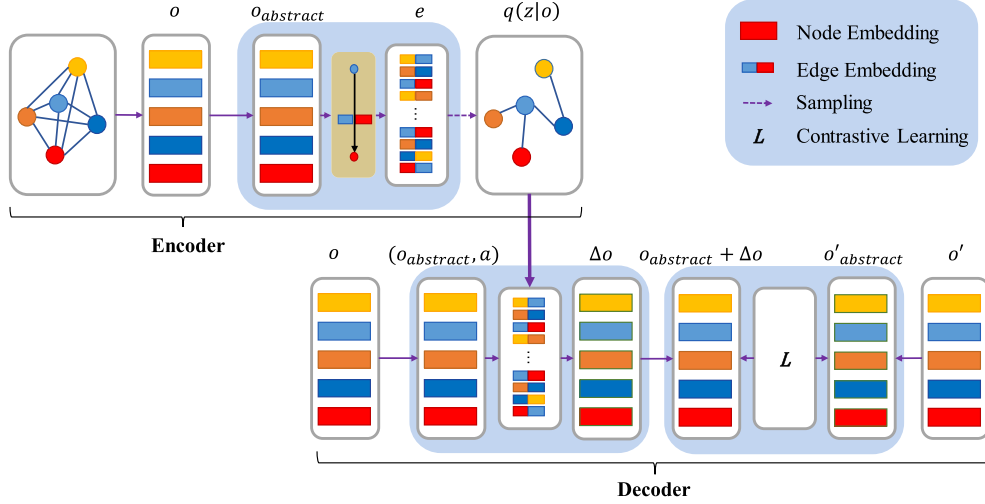 o
o_abstract
e
q(z|o)
Node Embedding
Edge Embedding
Sampling
L Contrastive Learning
⋮
Encoder
o
(o_abstract, a)
Δo
o_abstract + Δo
o'_abstract
o'
⋮
L
Decoder